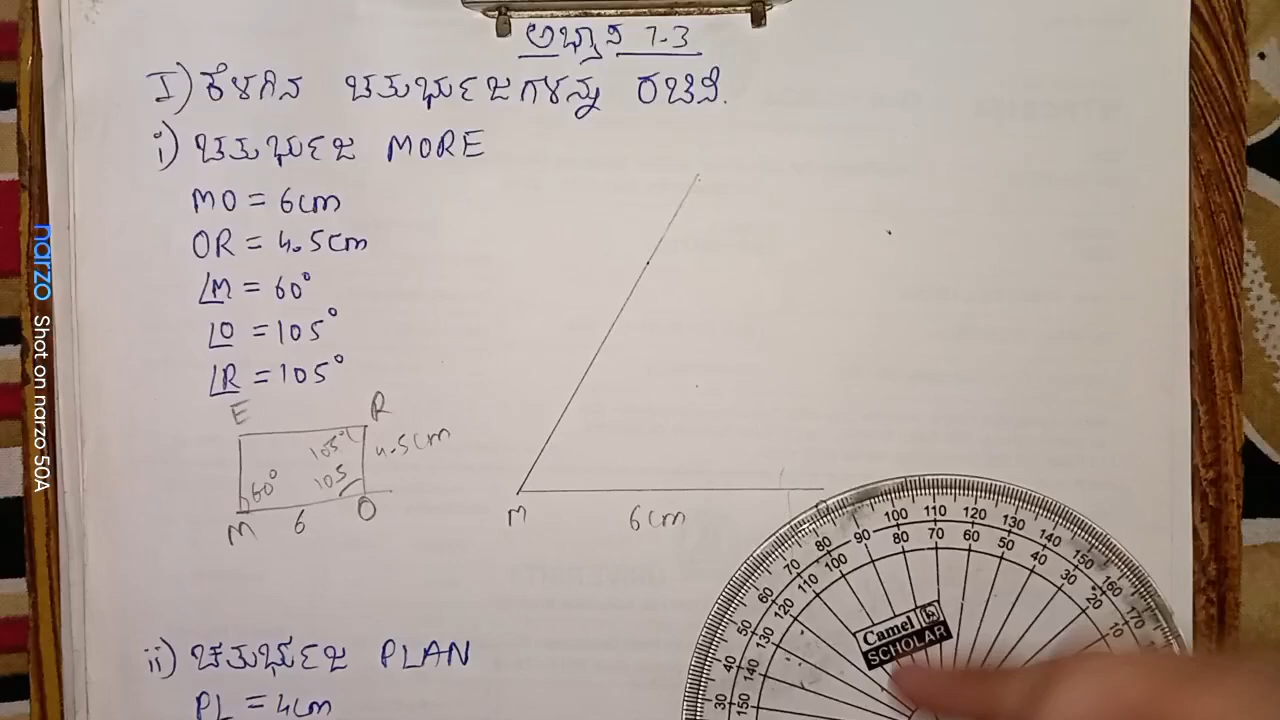 ಅಭ್ಯಾಸ 7.3
I) ಕೆಳಗಿನ ಚತುರ್ಭುಜಗಳನ್ನು ರಚಿಸಿ.
i) ಚತುರ್ಭುಜ MORE
MO = 6cm
OR = 4.5cm
∠M = 60°
∠O = 105°
∠R = 105°
E R
105° 4.5cm
60° 105
M 6 O
M 6cm
ii) ಚತುರ್ಭುಜ PLAN
PL = 4cm
80 90 100 110 120 130 140 150 160 170
70 60 50 40 30
110 100 90 80 70 60 50 40 30 20 10
120 130 140 150
Camel
SCHOLAR
narzo Shot on narzo 50A